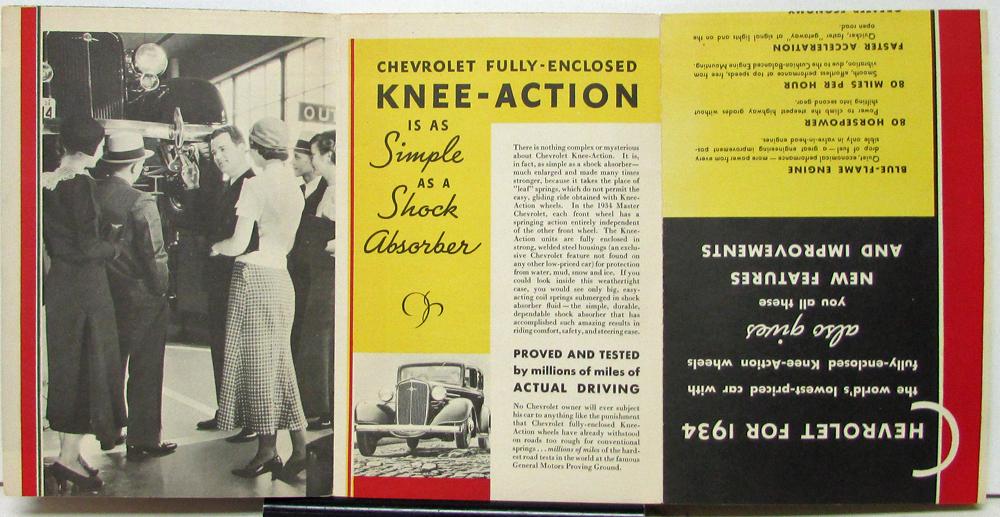 OUT
4
CHEVROLET FULLY-ENCLOSED
KNEE-ACTION
IS AS
Simple
AS A
Shock
Absorber
There is nothing complex or mysterious
about Chevrolet Knee-Action. It is,
in fact, as simple as a shock absorber—
much enlarged and made many times
stronger, because it takes the place of
"leaf" springs, which do not permit the
easy, gliding ride obtained with Knee-
Action wheels. In the 1934 Master
Chevrolet, each front wheel has a
springing action entirely independent
of the other front wheel. The Knee-
Action units are fully enclosed in
strong, welded steel housings (an exclu-
sive Chevrolet feature not found on
any other low-priced car) for protection
from water, mud, snow and ice. If you
could look inside this weathertight
case, you would see only big, easy-
acting coil springs submerged in shock
absorber fluid—the simple, durable,
dependable shock absorber that has
accomplished such amazing results in
riding comfort, safety, and steering ease.
PROVED AND TESTED
by millions of miles of
ACTUAL DRIVING
No Chevrolet owner will ever subject
his car to anything like the punishment
that Chevrolet fully-enclosed Knee-
Action wheels have already withstood
on roads too rough for conventional
springs . . . millions of miles of the hard-
est road tests in the world at the famous
General Motors Proving Ground.
CHEVROLET FOR 1934
the world's lowest-priced car with
fully-enclosed Knee-Action wheels
also gives
you all these
NEW FEATURES
AND IMPROVEMENTS
BLUE-FLAME ENGINE
Quiet, economical performance—more power from every
drop of fuel—a great engineering improvement pos-
sible only in valve-in-head engines.
80 HORSEPOWER
Power to climb the steepest highway grades without
shifting into second gear.
80 MILES PER HOUR
Smooth, effortless performance at top speeds, free from
vibration, due to the Cushion-Balanced Engine Mounting.
FASTER ACCELERATION
Quicker, faster "getaway" at signal lights and on the
open road.
GREATER ECONOMY